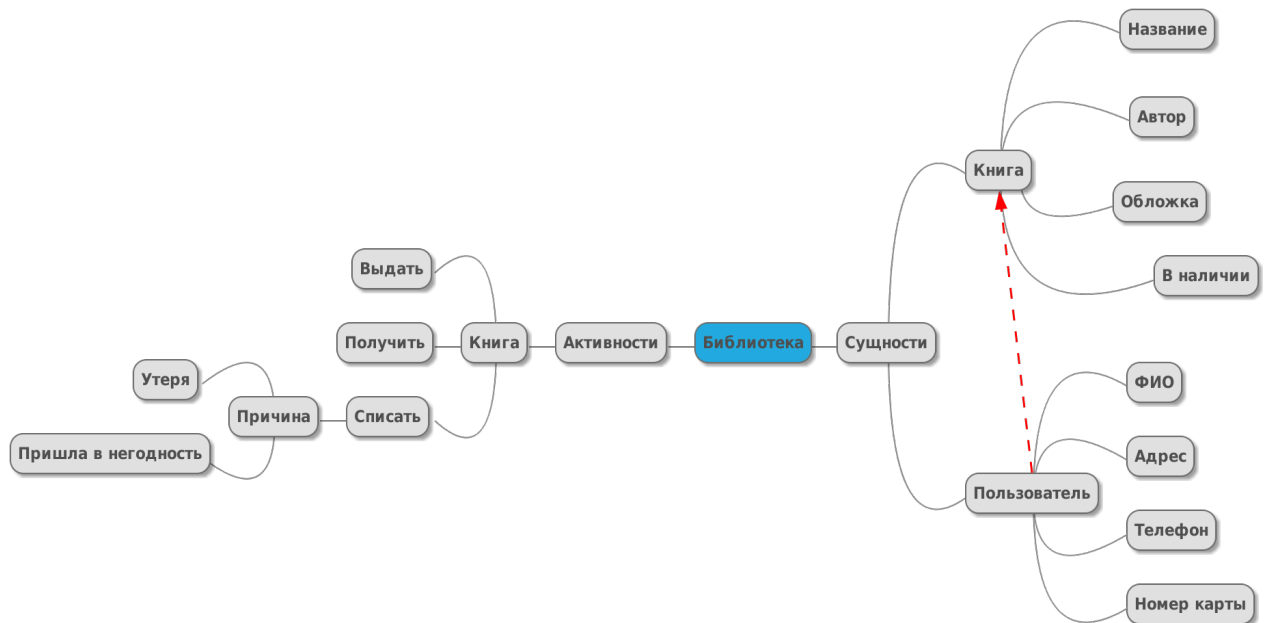 Название
Автор
Книга
Обложка
В наличии
Выдать
Получить
Книга
Активности
Библиотека
Сущности
Утеря
Причина
Списать
Пришла в негодность
ФИО
Адрес
Пользователь
Телефон
Номер карты